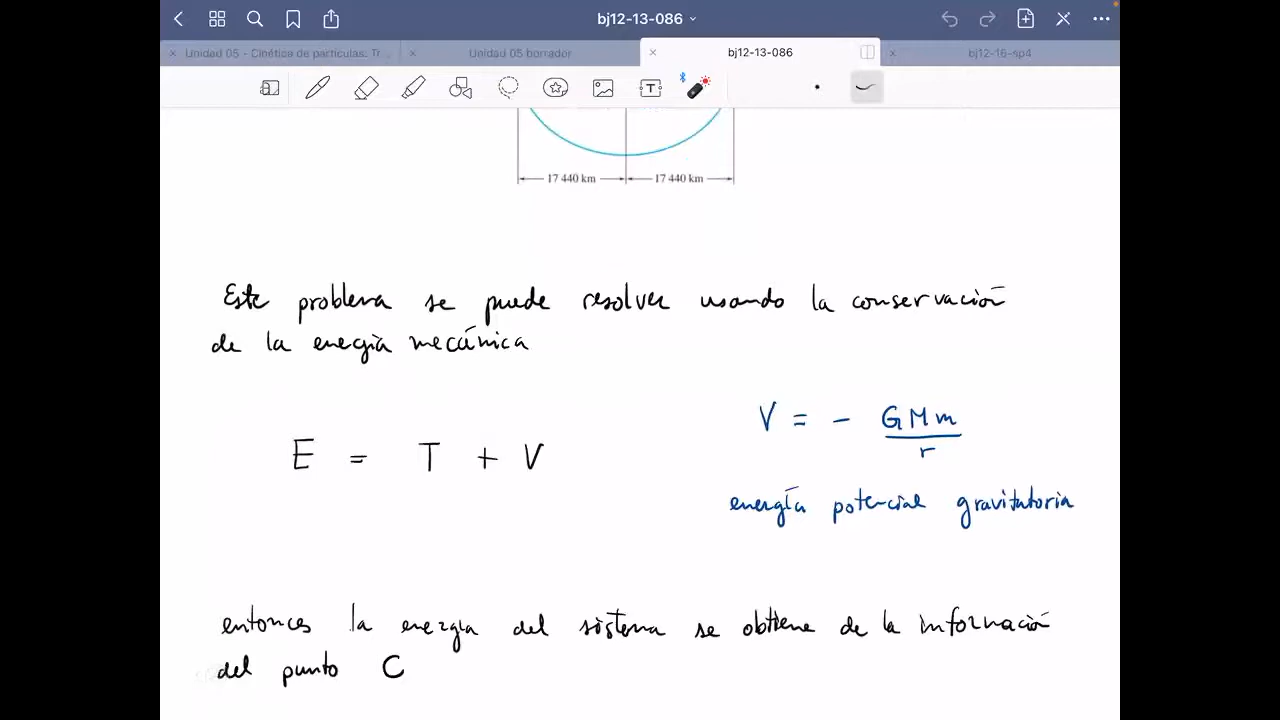 bj12-13-086
Unidad 05 - Cinética de partículas. Tr...
Unidad 05 borrador
bj12-13-086
bj12-16-sp4
T
17 440 km
17 440 km
Este problema se puede resolver usando la conservación
de la energía mecánica
V = - GMm
r
E = T + V
energía potencial gravitatoria
entonces la energía del sistema se obtiene de la información
del punto C